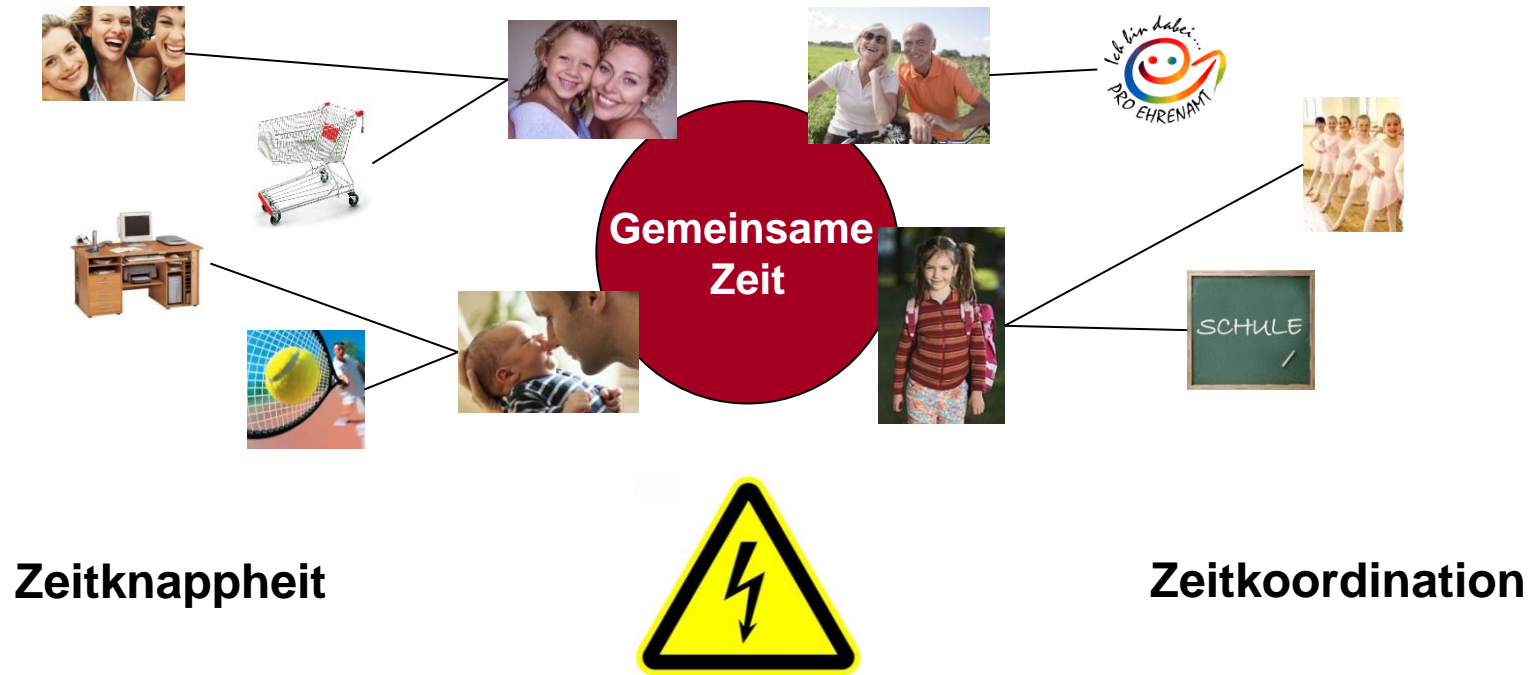 Ich bin dabei...
PRO EHRENAMT
Gemeinsame
Zeit
SCHULE
Zeitknappheit
Zeitkoordination